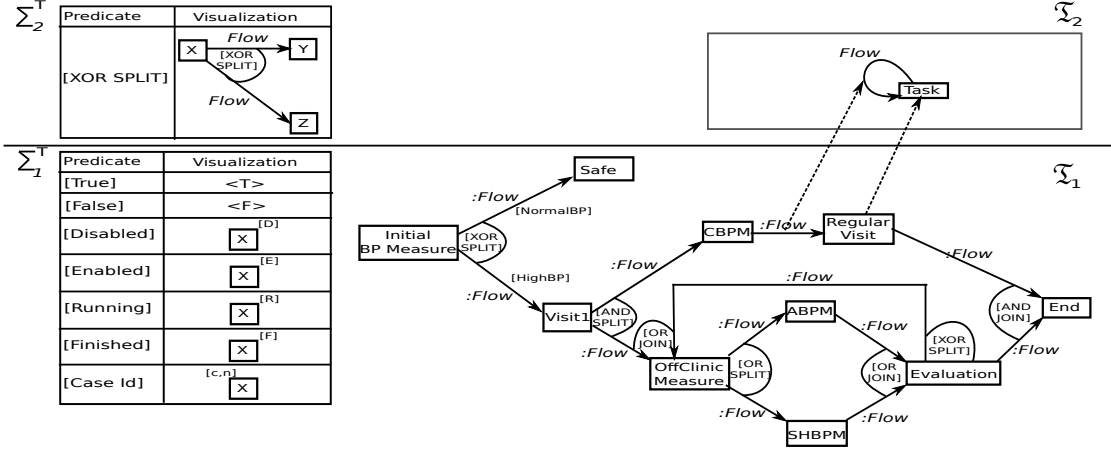 Σ₂ᵀ
Predicate Visualization
[XOR SPLIT]
X
Flow
Y
[XOR
SPLIT]
Flow
Z
𝔗₂
Flow
Task
Σ₁ᵀ
Predicate Visualization
[True] <T>
[False] <F>
[Disabled] X [D]
[Enabled] X [E]
[Running] X [R]
[Finished] X [F]
[Case Id] [c,n] X
𝔗₁
Safe
:Flow
[NormalBP]
Initial
BP Measure
[XOR
SPLIT]
[HighBP]
:Flow
Visit1
[AND
SPLIT]
:Flow
CBPM
:Flow
Regular
Visit
:Flow
:Flow
[OR
JOIN]
:Flow
OffClinic
Measure
:Flow
ABPM
:Flow
[OR
SPLIT]
:Flow
SHBPM
:Flow
[OR
JOIN]
Evaluation
[XOR
SPLIT]
[AND
JOIN]
End
:Flow